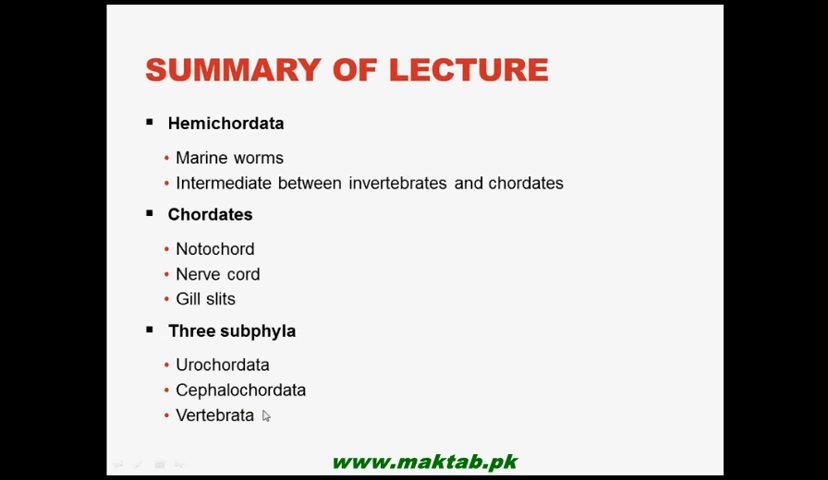 SUMMARY OF LECTURE
▪ Hemichordata
• Marine worms
• Intermediate between invertebrates and chordates
▪ Chordates
• Notochord
• Nerve cord
• Gill slits
▪ Three subphyla
• Urochordata
• Cephalochordata
• Vertebrata
www.maktab.pk